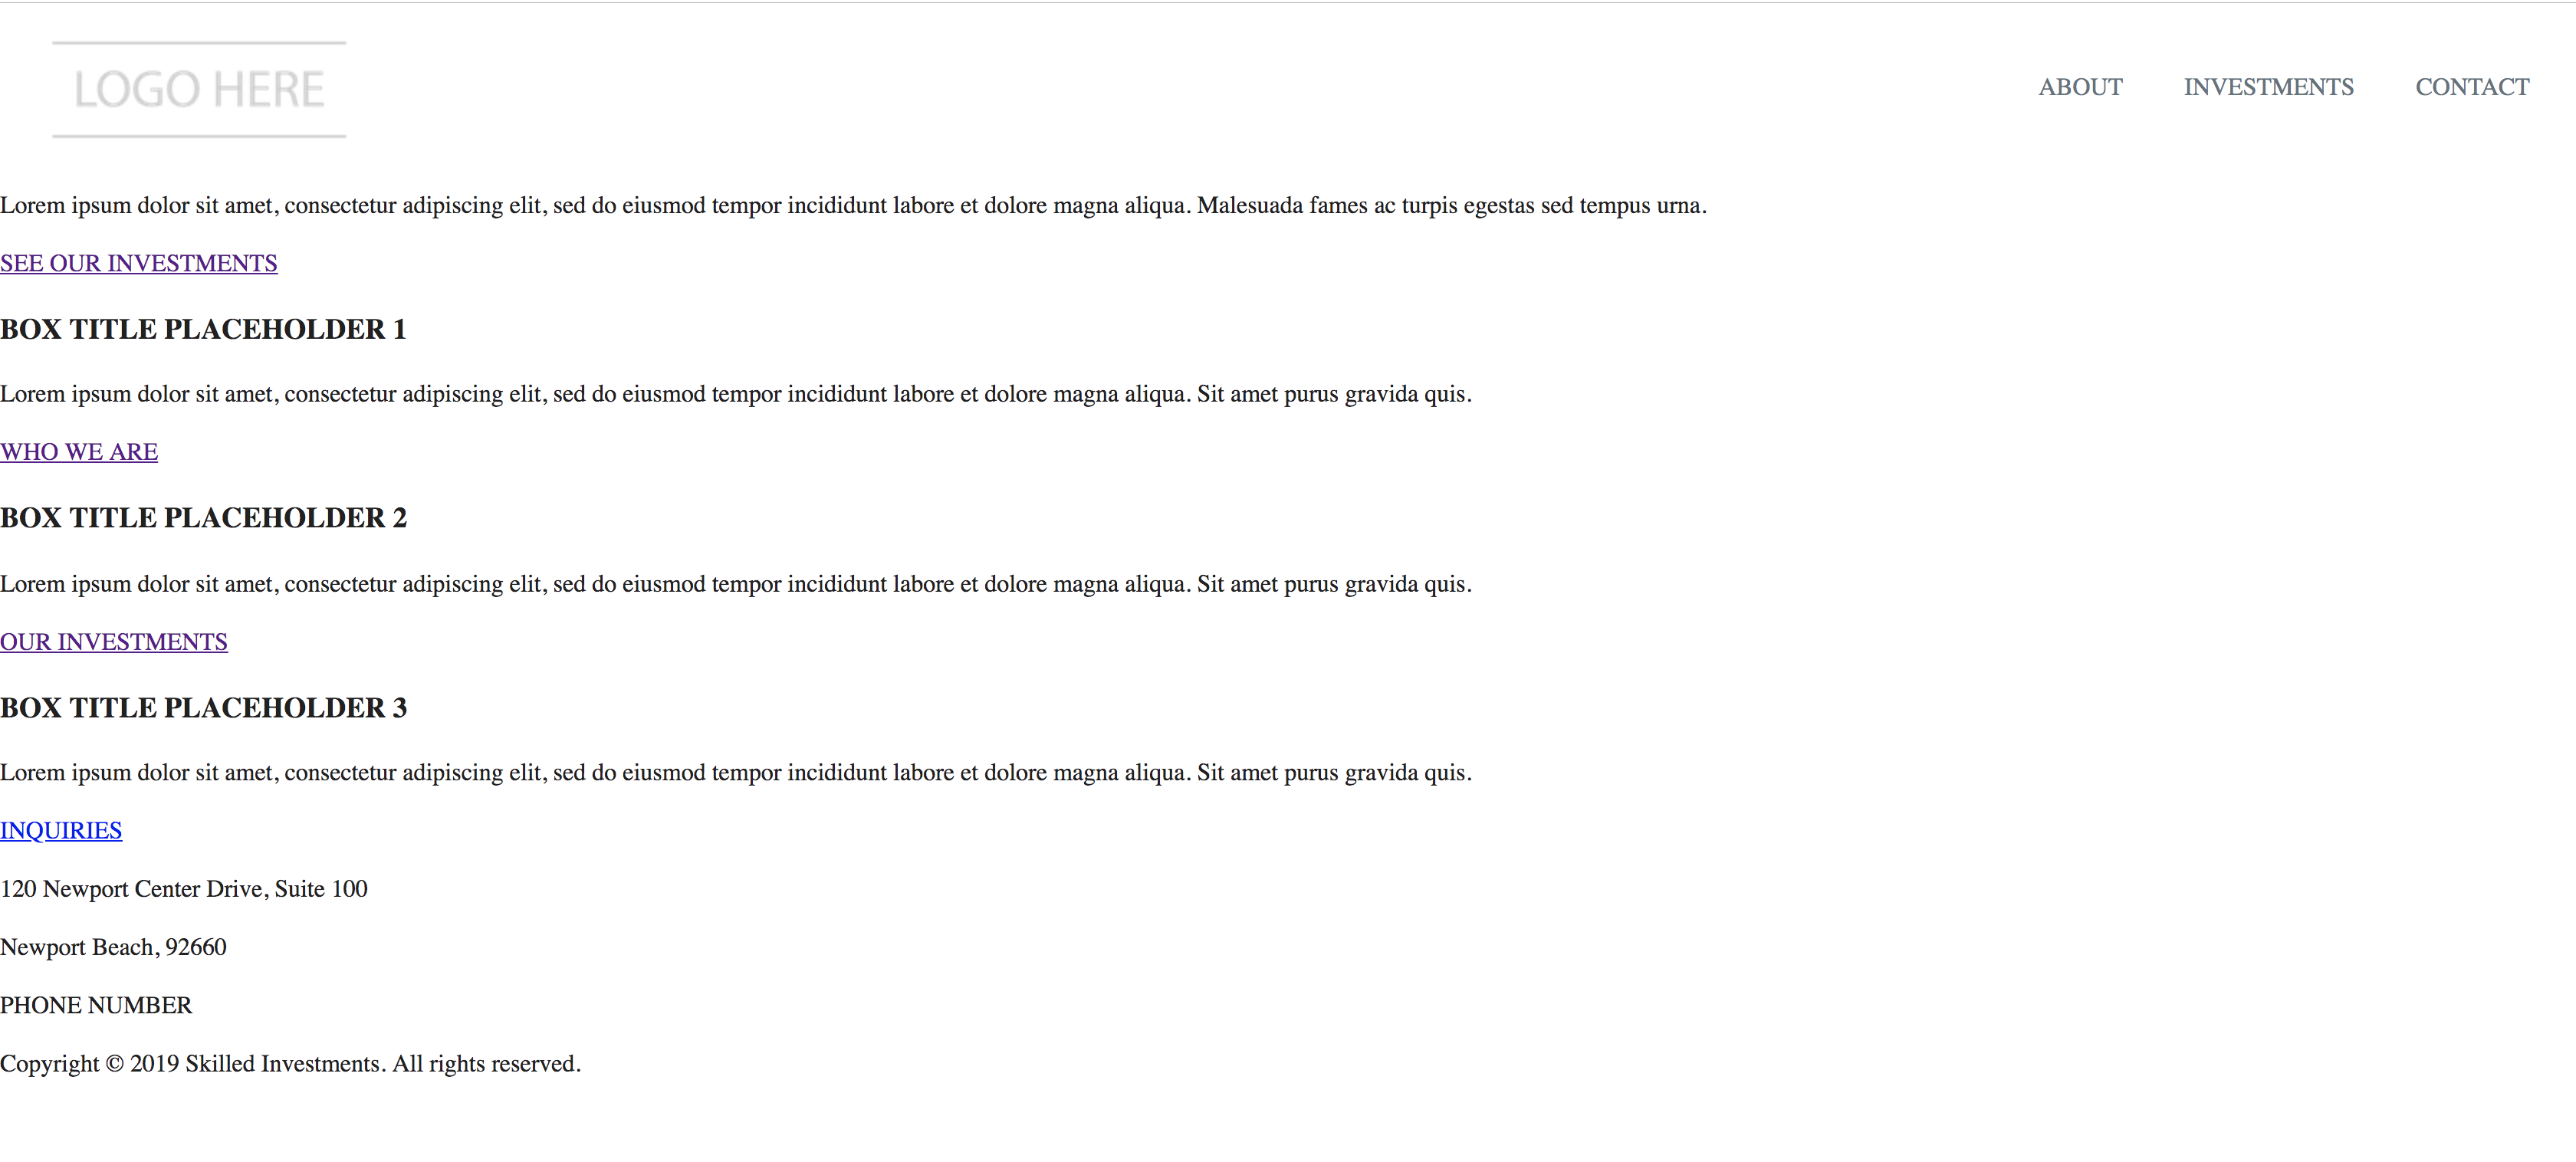 LOGO HERE
ABOUT INVESTMENTS CONTACT
Lorem ipsum dolor sit amet, consectetur adipiscing elit, sed do eiusmod tempor incididunt labore et dolore magna aliqua. Malesuada fames ac turpis egestas sed tempus urna.
SEE OUR INVESTMENTS
BOX TITLE PLACEHOLDER 1
Lorem ipsum dolor sit amet, consectetur adipiscing elit, sed do eiusmod tempor incididunt labore et dolore magna aliqua. Sit amet purus gravida quis.
WHO WE ARE
BOX TITLE PLACEHOLDER 2
Lorem ipsum dolor sit amet, consectetur adipiscing elit, sed do eiusmod tempor incididunt labore et dolore magna aliqua. Sit amet purus gravida quis.
OUR INVESTMENTS
BOX TITLE PLACEHOLDER 3
Lorem ipsum dolor sit amet, consectetur adipiscing elit, sed do eiusmod tempor incididunt labore et dolore magna aliqua. Sit amet purus gravida quis.
INQUIRIES
120 Newport Center Drive, Suite 100
Newport Beach, 92660
PHONE NUMBER
Copyright © 2019 Skilled Investments. All rights reserved.